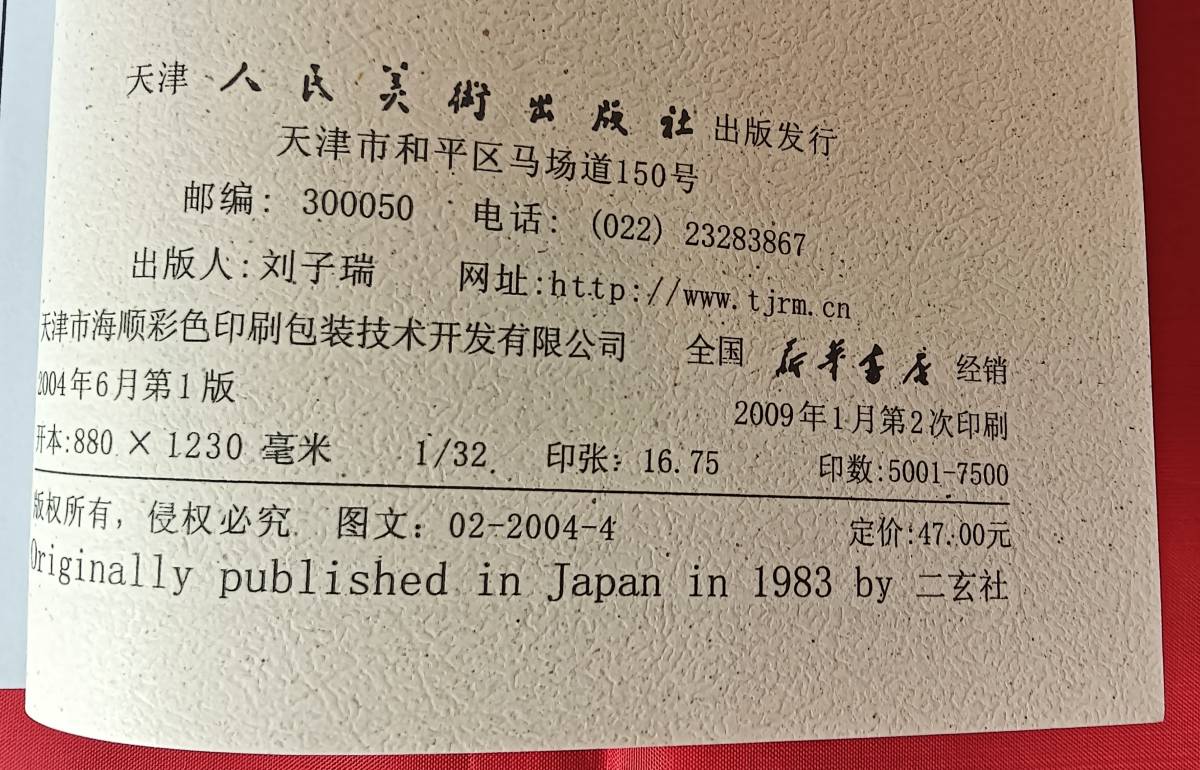 天津 人民美術出版社 出版发行
天津市和平区马场道150号
邮编: 300050 电话: (022) 23283867
出版人:刘子瑞 网址:http://www.tjrm.cn
天津市海顺彩色印刷包装技术开发有限公司 全国 新华书店 经销
2004年6月第1版 2009年1月第2次印刷
开本:880 × 1230 毫米 1/32 印张: 16.75 印数:5001-7500
版权所有, 侵权必究 图文: 02-2004-4 定价:47.00元
Originally published in Japan in 1983 by 二玄社